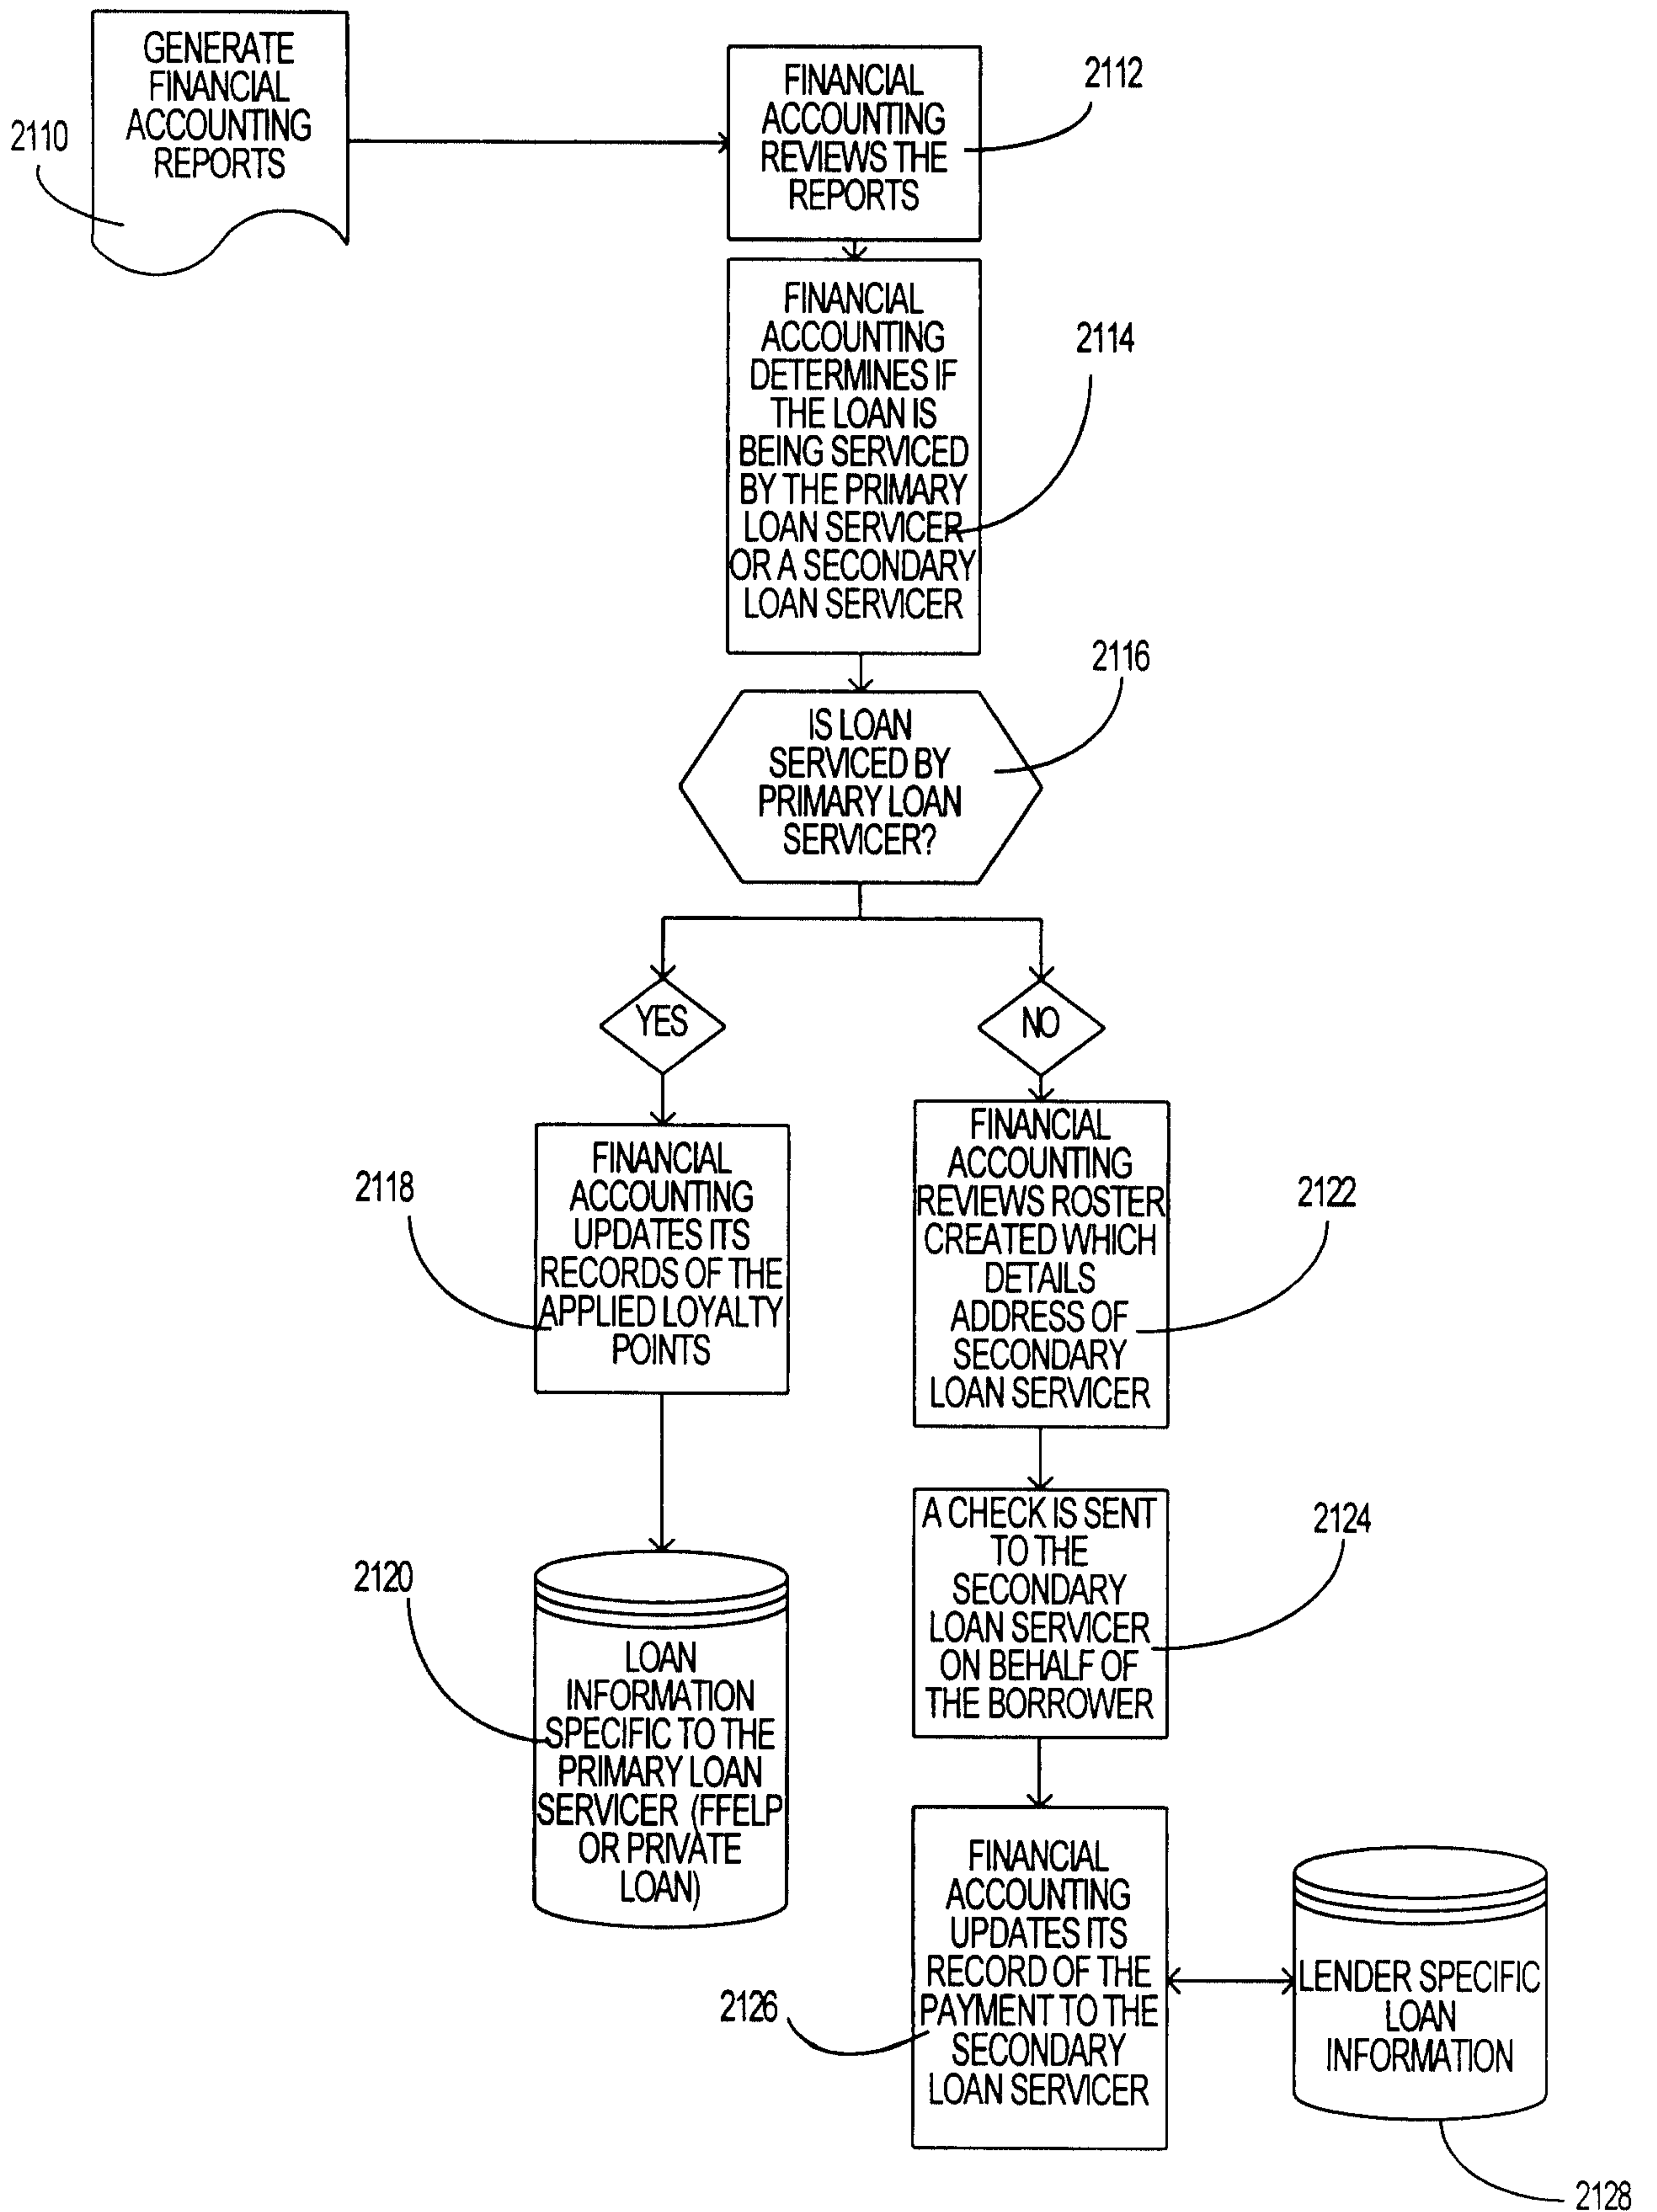 GENERATE
FINANCIAL
ACCOUNTING
REPORTS
2110
FINANCIAL
ACCOUNTING
REVIEWS THE
REPORTS
2112
FINANCIAL
ACCOUNTING
DETERMINES IF
THE LOAN IS
BEING SERVICED
BY THE PRIMARY
LOAN SERVICER
OR A SECONDARY
LOAN SERVICER
2114
IS LOAN
SERVICED BY
PRIMARY LOAN
SERVICER?
2116
YES
NO
FINANCIAL
ACCOUNTING
UPDATES ITS
RECORDS OF THE
APPLIED LOYALTY
POINTS
2118
FINANCIAL
ACCOUNTING
REVIEWS ROSTER
CREATED WHICH
DETAILS
ADDRESS OF
SECONDARY
LOAN SERVICER
2122
2120
LOAN
INFORMATION
SPECIFIC TO THE
PRIMARY LOAN
SERVICER (FFELP
OR PRIVATE
LOAN)
A CHECK IS SENT
TO THE
SECONDARY
LOAN SERVICER
ON BEHALF OF
THE BORROWER
2124
FINANCIAL
ACCOUNTING
UPDATES ITS
RECORD OF THE
PAYMENT TO THE
SECONDARY
LOAN SERVICER
2126
LENDER SPECIFIC
LOAN
INFORMATION
2128